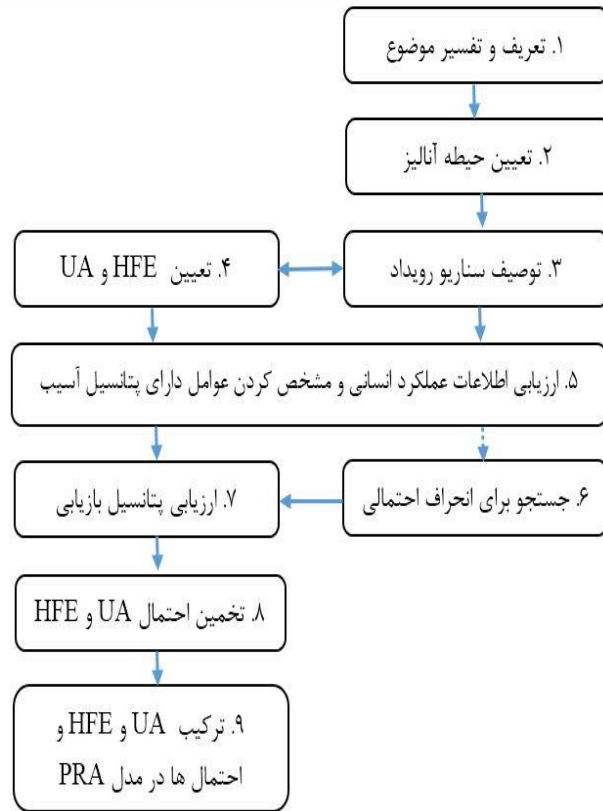 ۱. تعریف و تفسیر موضوع
۲. تعیین حیطه آنالیز
۳. توصیف سناریو رویداد
۴. تعیین HFE و UA
۵. ارزیابی اطلاعات عملکرد انسانی و مشخص کردن عوامل دارای پتانسیل آسیب
۶. جستجو برای انحراف احتمالی
۷. ارزیابی پتانسیل بازیابی
۸. تخمین احتمال UA و HFE
۹. ترکیب UA و HFE و
احتمال ها در مدل PRA